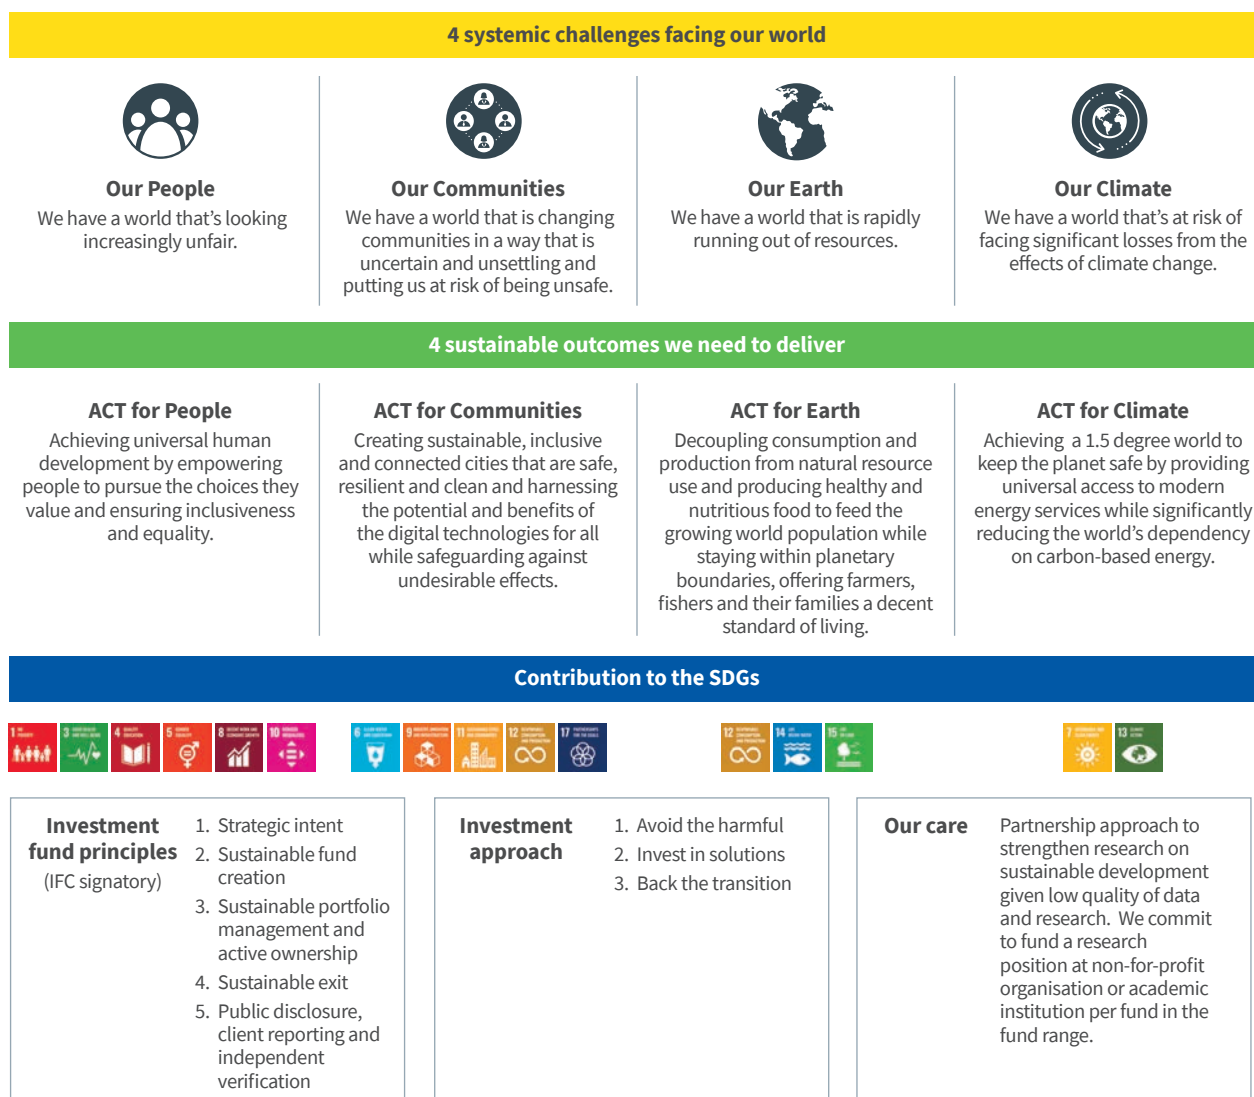 4 systemic challenges facing our world
Our People
We have a world that's looking
increasingly unfair.
Our Communities
We have a world that is changing
communities in a way that is
uncertain and unsettling and
putting us at risk of being unsafe.
Our Earth
We have a world that is rapidly
running out of resources.
Our Climate
We have a world that's at risk of
facing significant losses from the
effects of climate change.
4 sustainable outcomes we need to deliver
ACT for People
Achieving universal human
development by empowering
people to pursue the choices they
value and ensuring inclusiveness
and equality.
ACT for Communities
Creating sustainable, inclusive
and connected cities that are safe,
resilient and clean and harnessing
the potential and benefits of
the digital technologies for all
while safeguarding against
undesirable effects.
ACT for Earth
Decoupling consumption and
production from natural resource
use and producing healthy and
nutritious food to feed the
growing world population while
staying within planetary
boundaries, offering farmers,
fishers and their families a decent
standard of living.
ACT for Climate
Achieving a 1.5 degree world to
keep the planet safe by providing
universal access to modern
energy services while significantly
reducing the world's dependency
on carbon-based energy.
Contribution to the SDGs
1
3
4
5
8
10
6
9
11
12
17
12
14
15
7
13
Investment
fund principles
(IFC signatory)
1. Strategic intent
2. Sustainable fund
creation
3. Sustainable portfolio
management and
active ownership
4. Sustainable exit
5. Public disclosure,
client reporting and
independent
verification
Investment
approach
1. Avoid the harmful
2. Invest in solutions
3. Back the transition
Our care
Partnership approach to
strengthen research on
sustainable development
given low quality of data
and research. We commit
to fund a research
position at non-for-profit
organisation or academic
institution per fund in the
fund range.